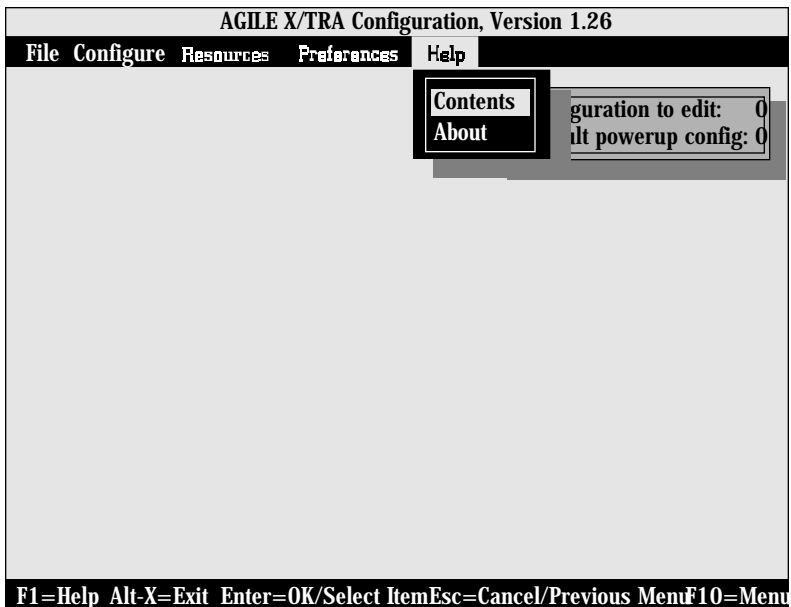 AGILE X/TRA Configuration, Version 1.26
File Configure Resources Preferences Help
Contents
About
guration to edit: 0
ult powerup config: 0
F1=Help Alt-X=Exit Enter=OK/Select ItemEsc=Cancel/Previous MenuF10=Menu